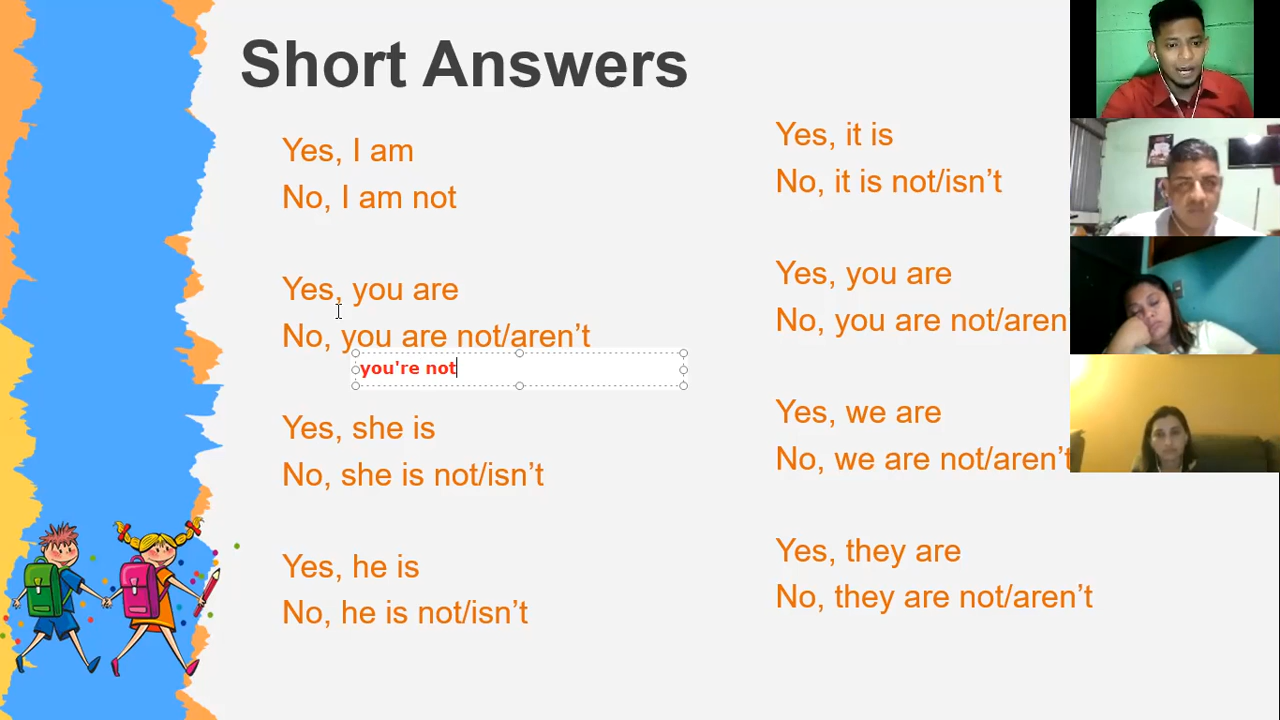 Short Answers
Yes, I am
No, I am not
Yes, you are
No, you are not/aren’t
you're not
Yes, she is
No, she is not/isn’t
Yes, he is
No, he is not/isn’t
Yes, it is
No, it is not/isn’t
Yes, you are
No, you are not/aren
Yes, we are
No, we are not/aren’t
Yes, they are
No, they are not/aren’t